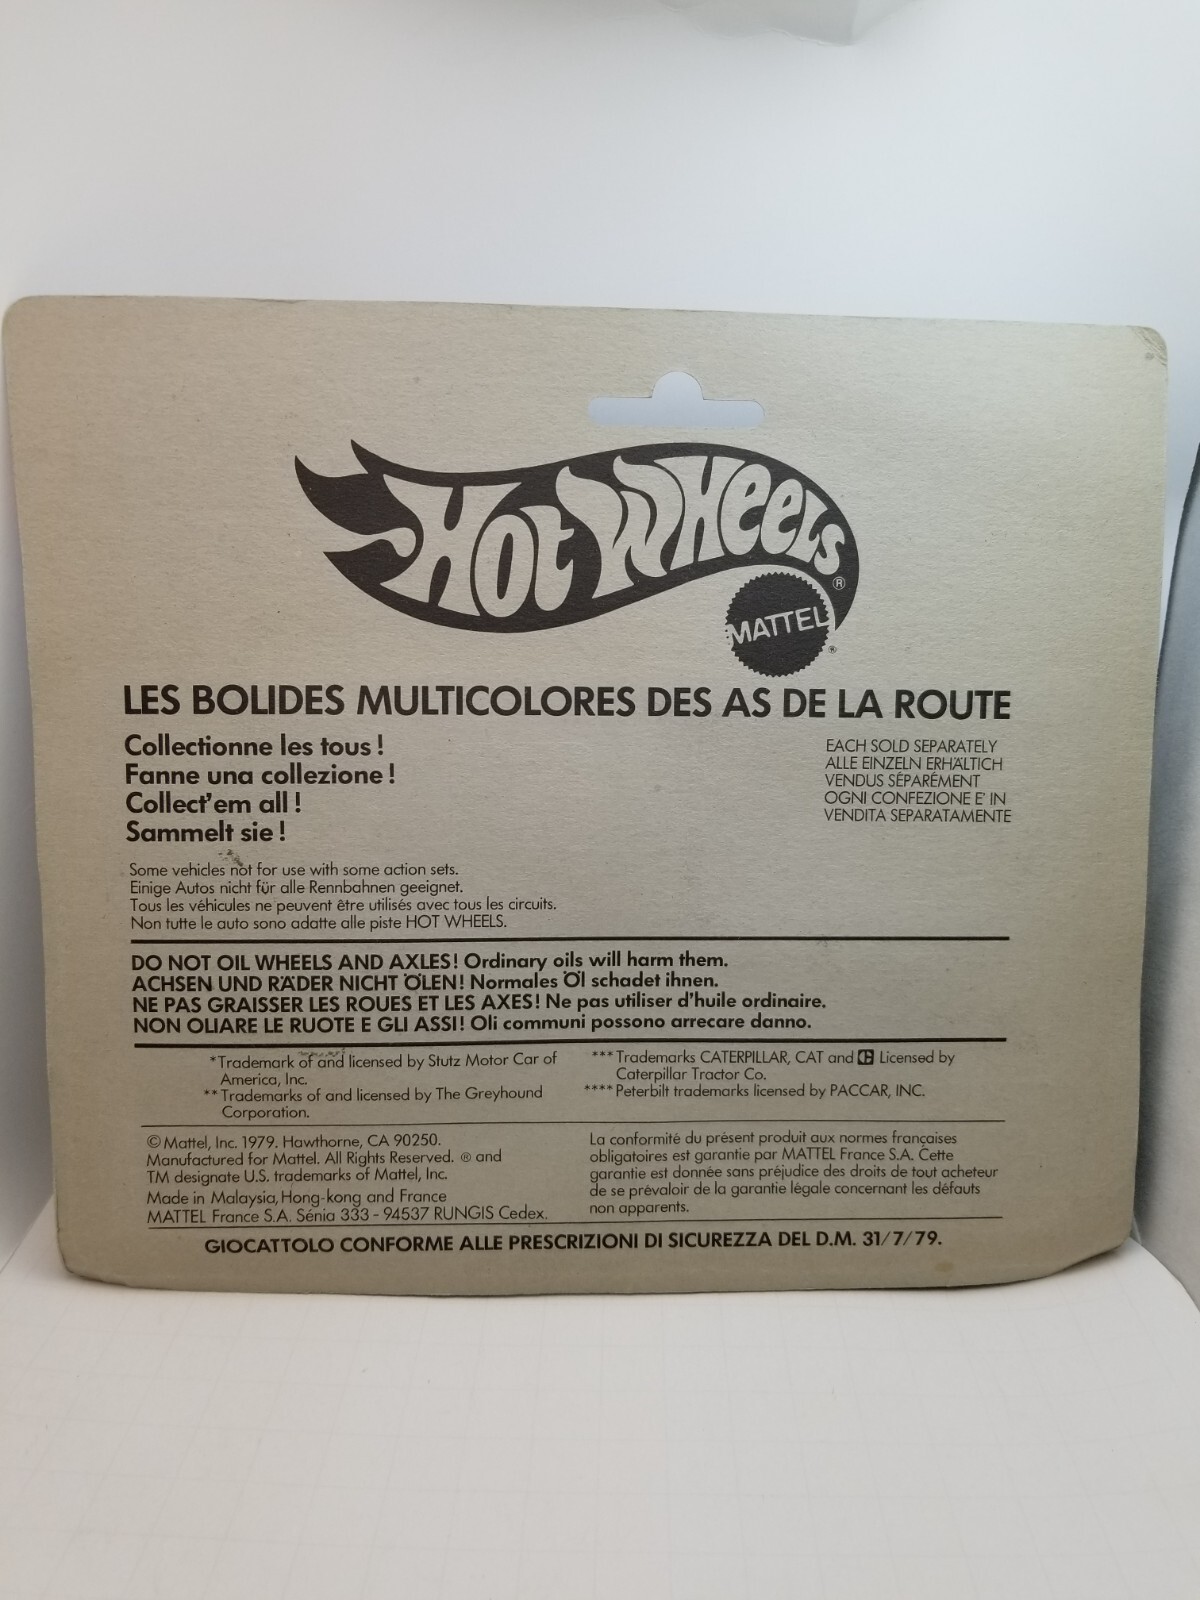 Hot Wheels ®
MATTEL ®
LES BOLIDES MULTICOLORES DES AS DE LA ROUTE
Collectionne les tous !
Fanne una collezione !
Collect'em all !
Sammelt sie !
EACH SOLD SEPARATELY
ALLE EINZELN ERHÄLTICH
VENDUS SÉPARÉMENT
OGNI CONFEZIONE E' IN
VENDITA SEPARATAMENTE
Some vehicles not for use with some action sets.
Einige Autos nicht für alle Rennbahnen geeignet.
Tous les véhicules ne peuvent être utilisés avec tous les circuits.
Non tutte le auto sono adatte alle piste HOT WHEELS.
DO NOT OIL WHEELS AND AXLES! Ordinary oils will harm them.
ACHSEN UND RÄDER NICHT ÖLEN! Normales Öl schadet ihnen.
NE PAS GRAISSER LES ROUES ET LES AXES! Ne pas utiliser d'huile ordinaire.
NON OLIARE LE RUOTE E GLI ASSI! Oli communi possono arrecare danno.
*Trademark of and licensed by Stutz Motor Car of
America, Inc.
**Trademarks of and licensed by The Greyhound
Corporation.
***Trademarks CATERPILLAR, CAT and C Licensed by
Caterpillar Tractor Co.
****Peterbilt trademarks licensed by PACCAR, INC.
© Mattel, Inc. 1979. Hawthorne, CA 90250.
Manufactured for Mattel. All Rights Reserved. ® and
TM designate U.S. trademarks of Mattel, Inc.
Made in Malaysia, Hong-kong and France
MATTEL France S.A. Sénia 333 - 94537 RUNGIS Cedex.
La conformité du présent produit aux normes françaises
obligatoires est garantie par MATTEL France S.A. Cette
garantie est donnée sans préjudice des droits de tout acheteur
de se prévaloir de la garantie légale concernant les défauts
non apparents.
GIOCATTOLO CONFORME ALLE PRESCRIZIONI DI SICUREZZA DEL D.M. 31/7/79.